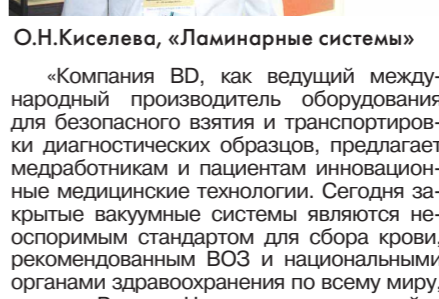 О.Н.Киселева, «Ламинарные системы»
«Компания BD, как ведущий между-
народный производитель оборудования
для безопасного взятия и транспортиров-
ки диагностических образцов, предлагает
медработникам и пациентам инновацион-
ные медицинские технологии. Сегодня за-
крытые вакуумные системы являются не-
оспоримым стандартом для сбора крови,
рекомендованным ВОЗ и национальными
органами здравоохранения по всему миру,